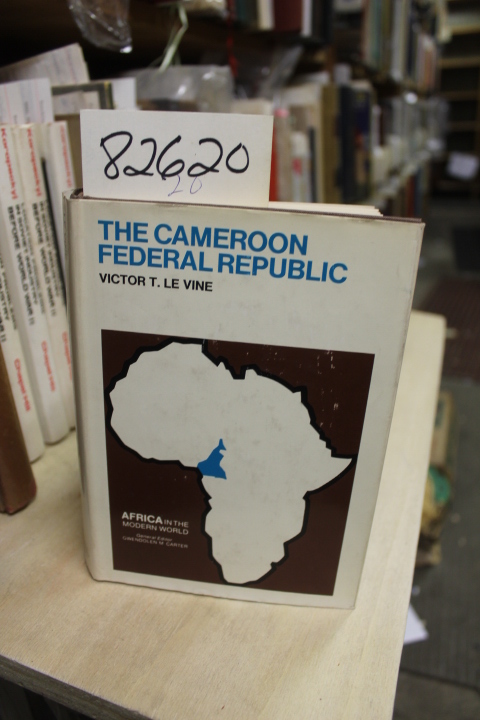 82620
20
THE CAMEROON
FEDERAL REPUBLIC
VICTOR T. LE VINE
AFRICA IN THE
MODERN WORLD
General Editor
GWENDOLEN M. CARTER